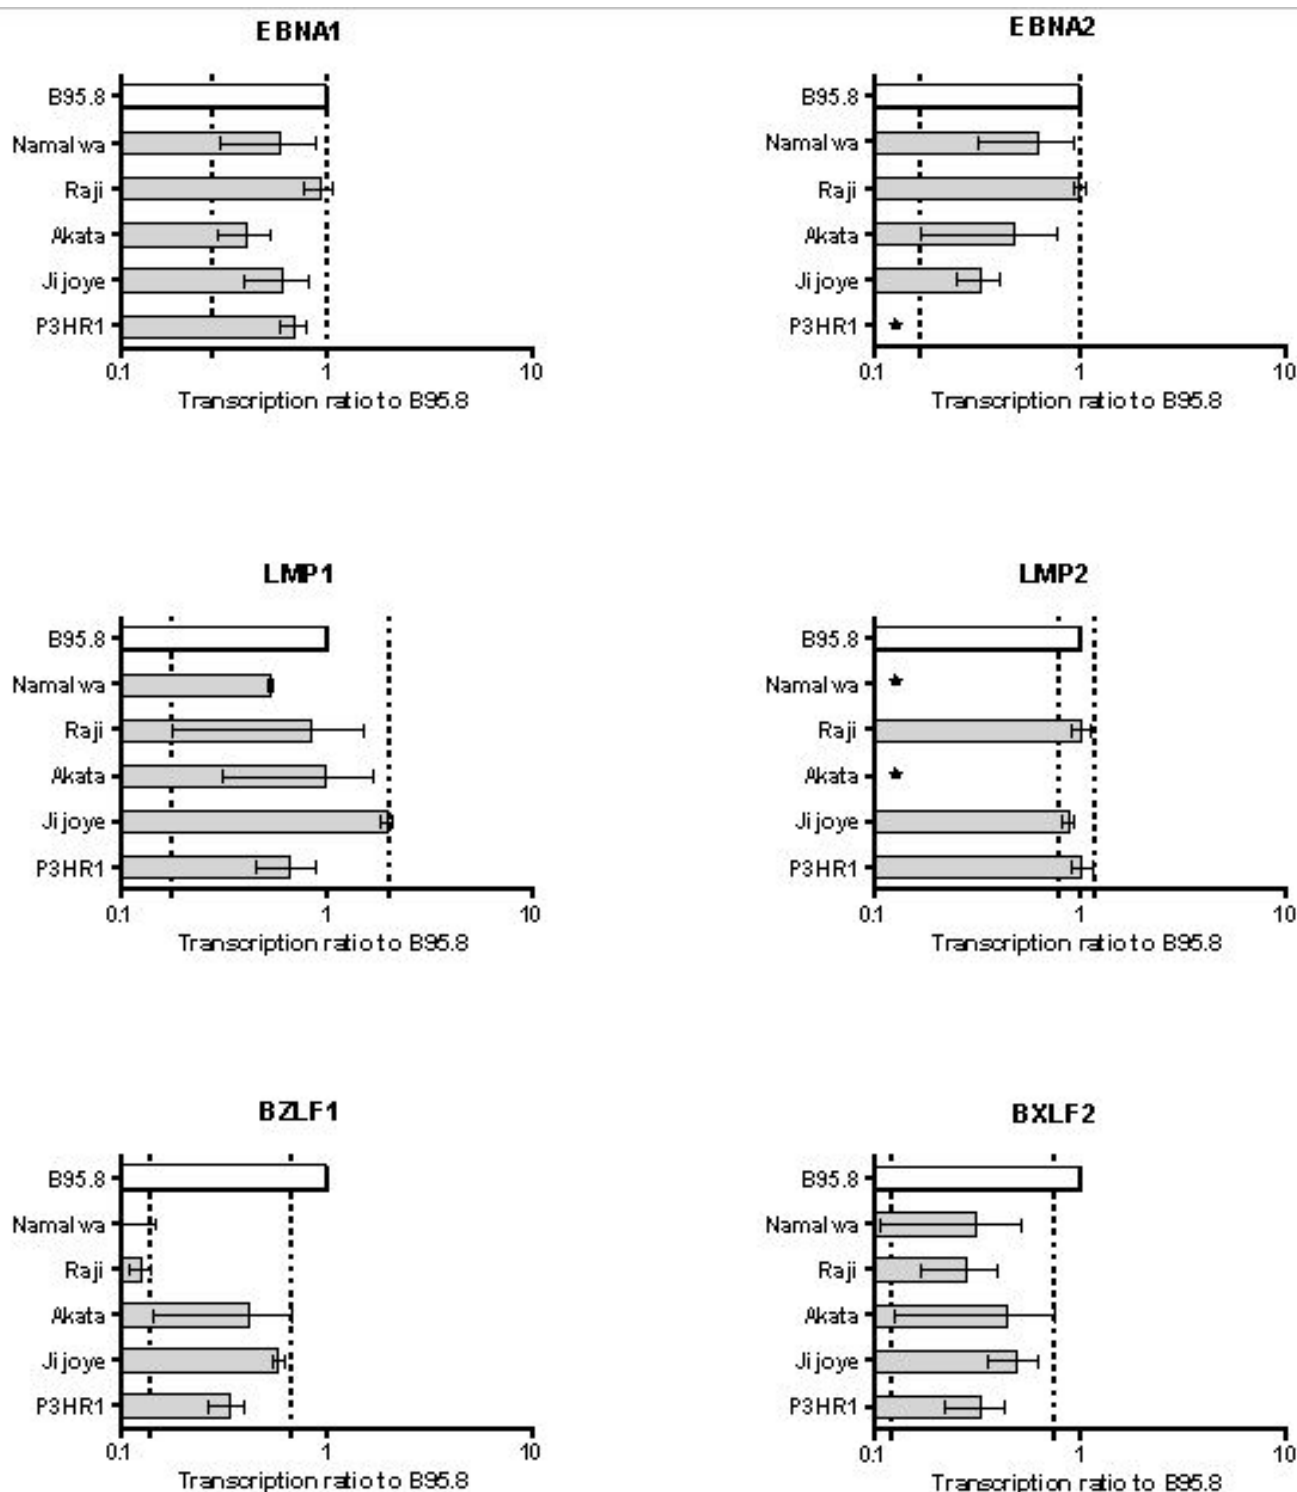 EBNA1
B95.8
Namalwa
Raji
Akata
Jijoye
P3HR1
0.1 1 10
Transcription ratio to B95.8
EBNA2
B95.8
Namalwa
Raji
Akata
Jijoye
P3HR1 ★
0.1 1 10
Transcription ratio to B95.8
LMP1
B95.8
Namalwa
Raji
Akata
Jijoye
P3HR1
0.1 1 10
Transcription ratio to B95.8
LMP2
B95.8
Namalwa ★
Raji
Akata ★
Jijoye
P3HR1
0.1 1 10
Transcription ratio to B95.8
BZLF1
B95.8
Namalwa
Raji
Akata
Jijoye
P3HR1
0.1 1 10
Transcription ratio to B95.8
BXLF2
B95.8
Namalwa
Raji
Akata
Jijoye
P3HR1
0.1 1 10
Transcription ratio to B95.8